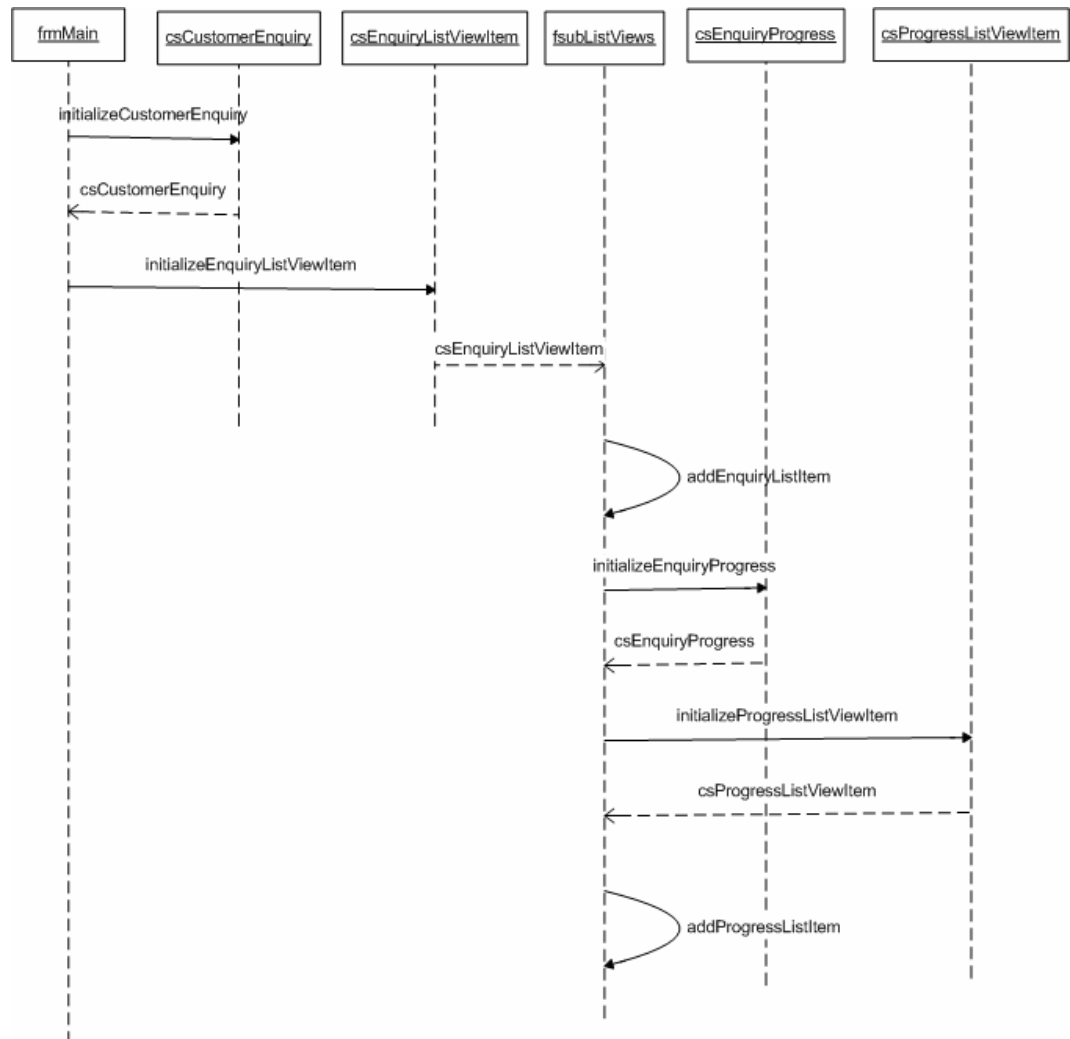 frmMain
csCustomerEnquiry
csEnquiryListViewItem
fsubListViews
csEnquiryProgress
csProgressListViewItem
initializeCustomerEnquiry
csCustomerEnquiry
initializeEnquiryListViewItem
csEnquiryListViewItem
addEnquiryListItem
initializeEnquiryProgress
csEnquiryProgress
initializeProgressListViewItem
csProgressListViewItem
addProgressListItem